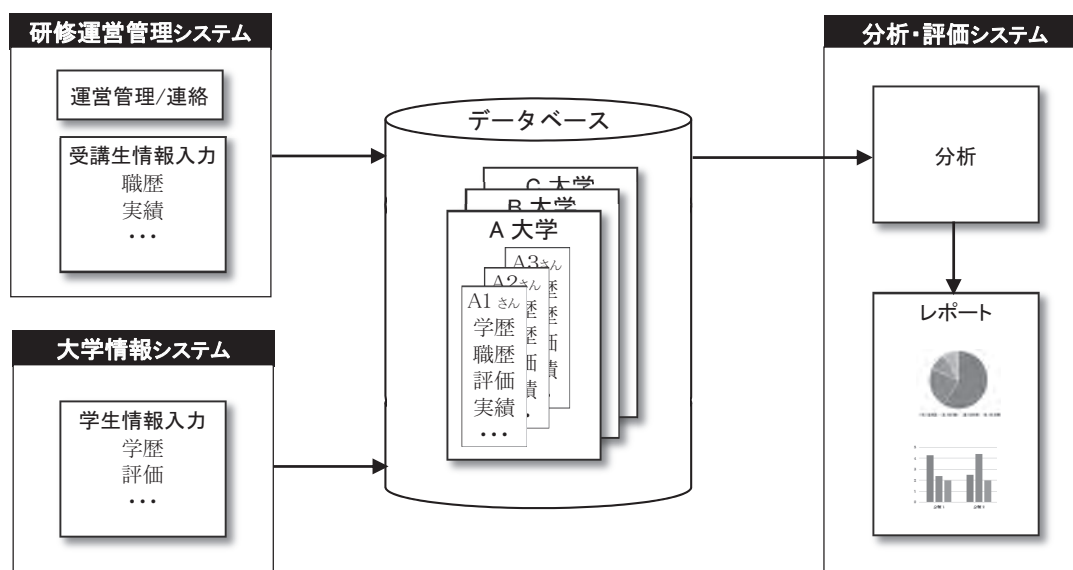 研修運営管理システム
運営管理/連絡
受講生情報入力
職歴
実績
・・・
大学情報システム
学生情報入力
学歴
評価
・・・
データベース
C 大学
B 大学
A 大学
A3さん
A2さん
A1 さん
学歴
職歴
評価
実績
・・・
分析・評価システム
分析
レポート